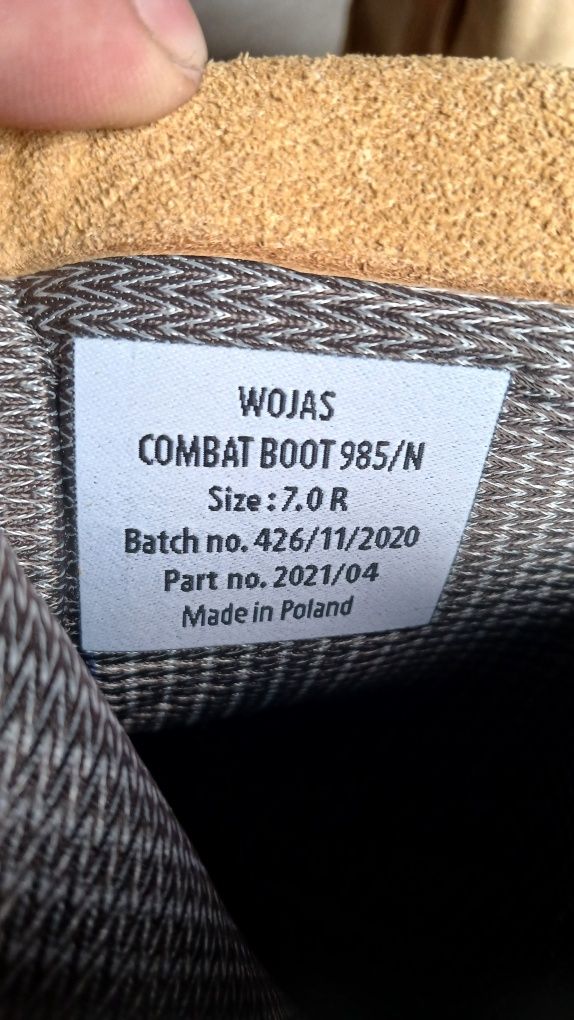 WOJAS
COMBAT BOOT 985/N
Size : 7.0 R
Batch no. 426/11/2020
Part no. 2021/04
Made in Poland